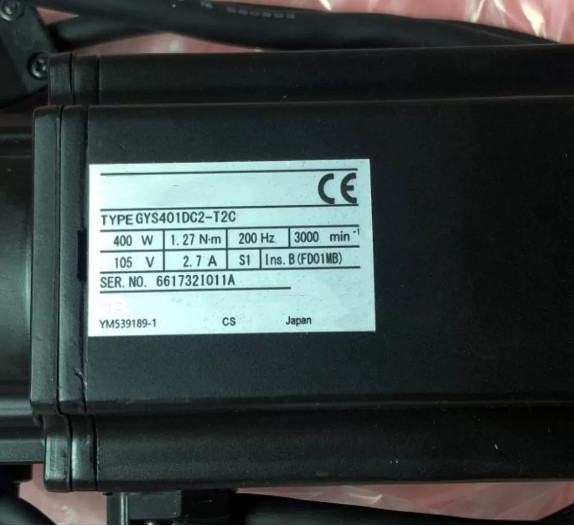 CE
TYPE GYS401DC2-T2C
400 W 1.27 N·m 200 Hz 3000 min-1
105 V 2.7 A S1 Ins. B(FD01MB)
SER. NO. 661732I011A
YM539189-1 CS Japan